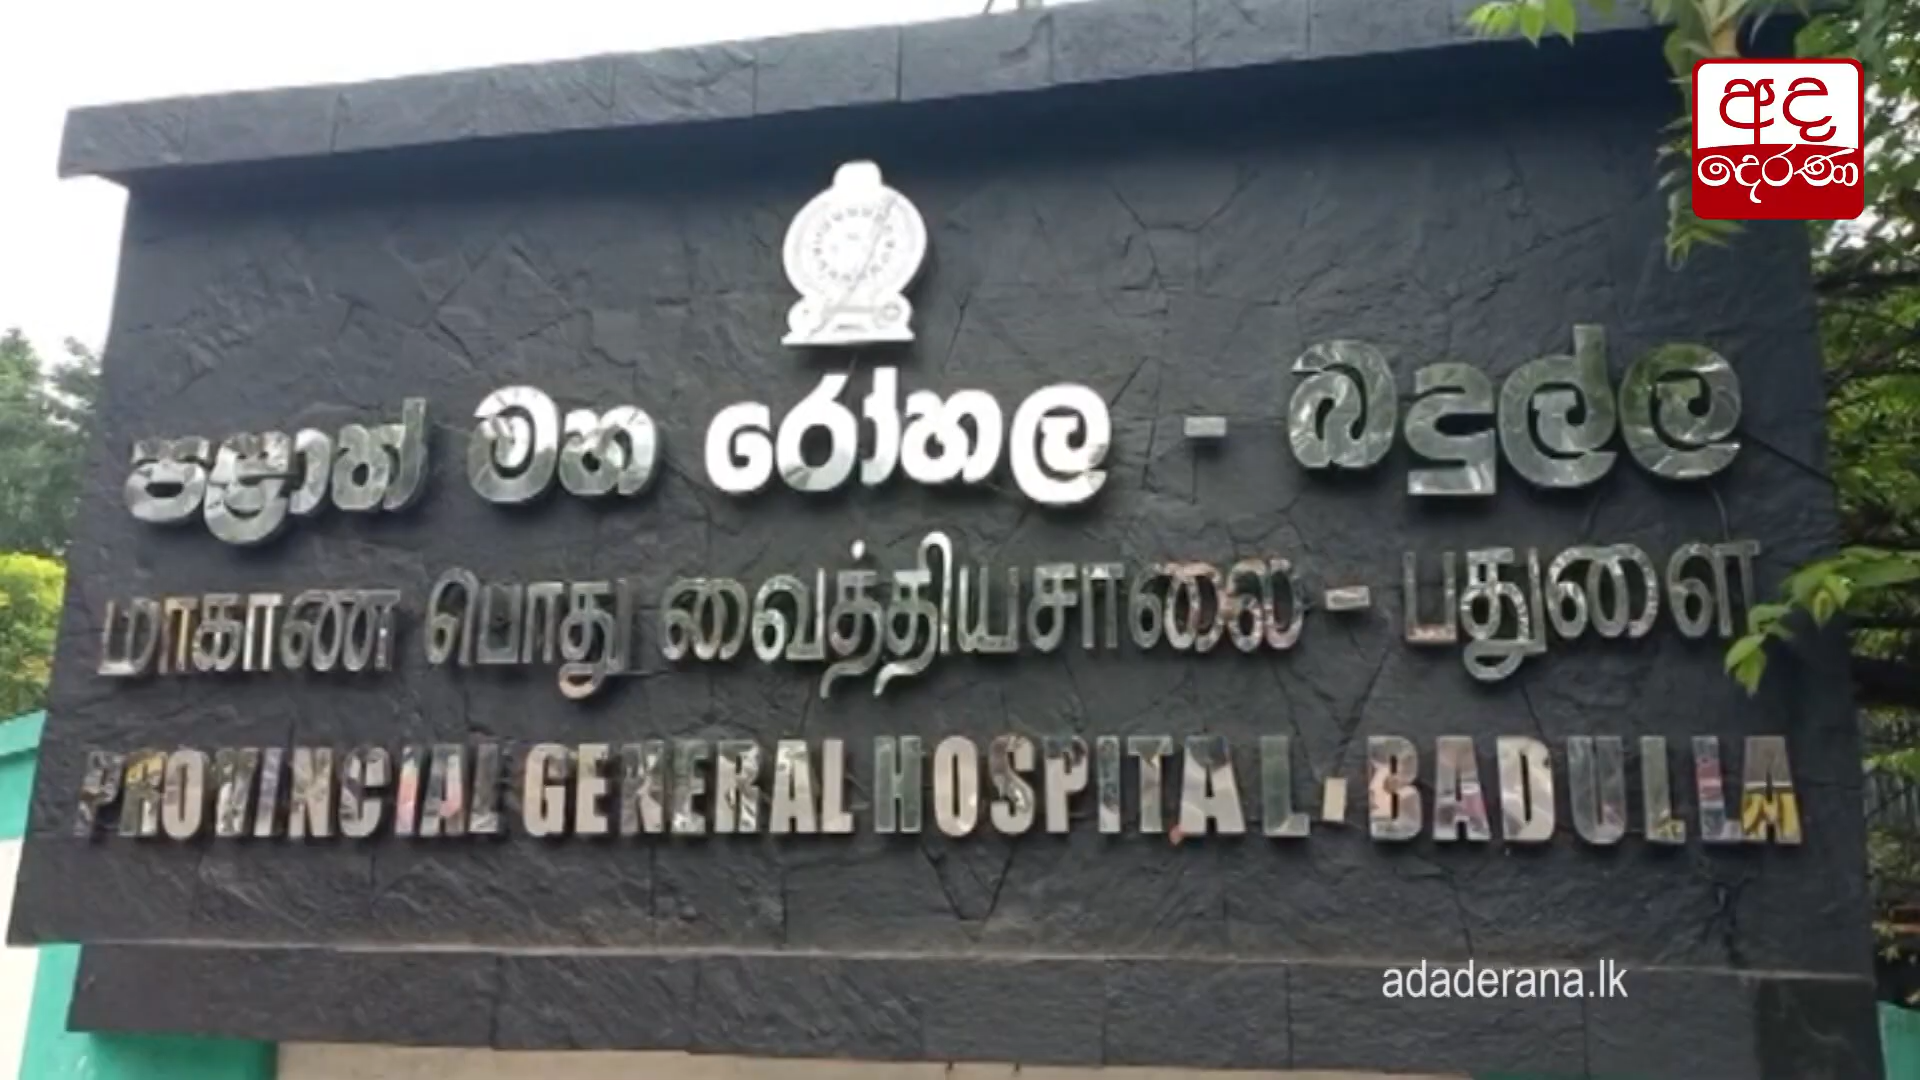 අද
දෙරණ
පළාත් මහ රෝහල - බදුල්ල
மாகாண பொது வைத்தியசாலை - பதுளை
PROVINCIAL GENERAL HOSPITAL - BADULLA
adaderana.lk